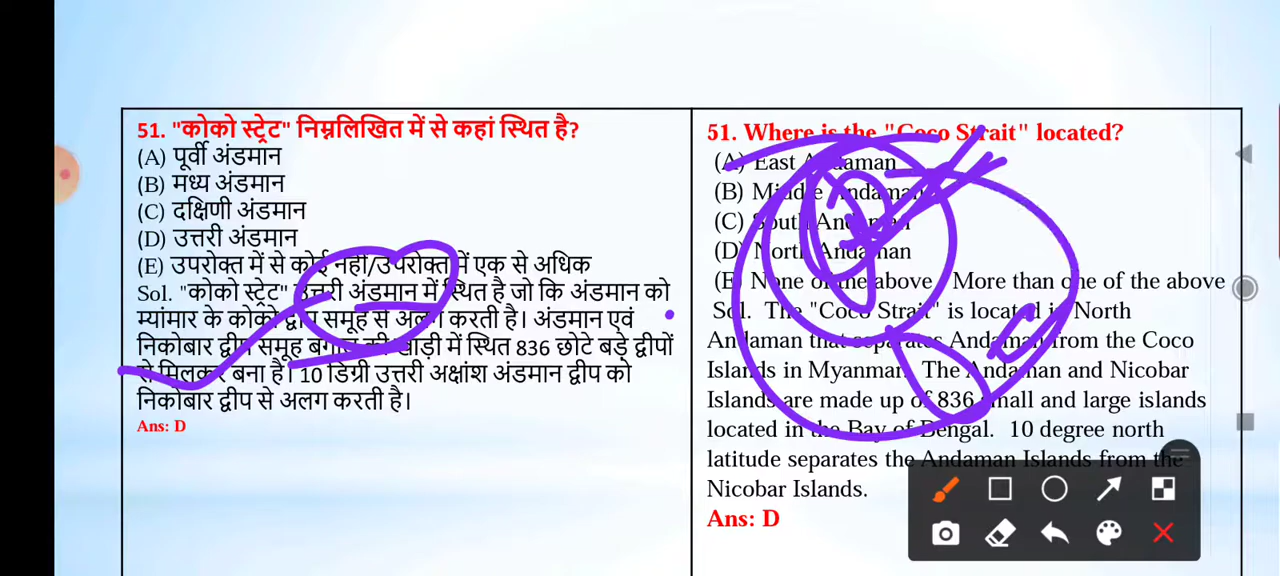 51. "कोको स्ट्रेट" निम्नलिखित में से कहां स्थित है?
(A) पूर्वी अंडमान
(B) मध्य अंडमान
(C) दक्षिणी अंडमान
(D) उत्तरी अंडमान
(E) उपरोक्त में से कोई नहीं/उपरोक्त में एक से अधिक
Sol. "कोको स्ट्रेट" उत्तरी अंडमान में स्थित है जो कि अंडमान को
म्यांमार के कोको द्वीप समूह से अलग करती है। अंडमान एवं
निकोबार द्वीप समूह बंगाल की खाड़ी में स्थित 836 छोटे बड़े द्वीपों
से मिलकर बना है। 10 डिग्री उत्तरी अक्षांश अंडमान द्वीप को
निकोबार द्वीप से अलग करती है।
Ans: D
51. Where is the "Coco Strait" located?
(A) East Andaman
(B) Middle Andaman
(C) South Andaman
(D) North Andaman
(E) None of the above More than one of the above
Sol. The "Coco Strait" is located in North
Andaman that separates Andaman from the Coco
Islands in Myanmar. The Andaman and Nicobar
Islands are made up of 836 small and large islands
located in the Bay of Bengal. 10 degree north
latitude separates the Andaman Islands from the
Nicobar Islands.
Ans: D